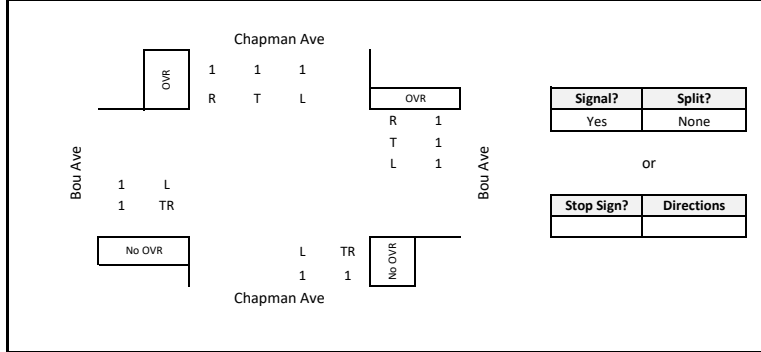 Chapman Ave
OVR
1 1 1
R T L
OVR
R 1
T 1
L 1
Bou Ave
Bou Ave
1 L
1 TR
No OVR
L TR
1 1
No OVR
Chapman Ave
Signal? Split?
Yes None
or
Stop Sign? Directions